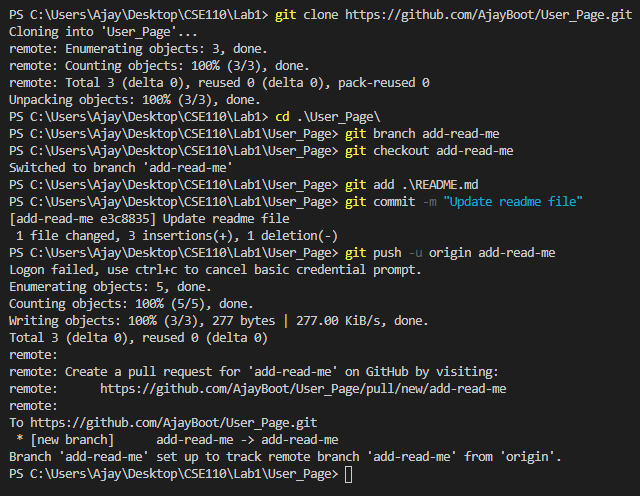 PS C:\Users\Ajay\Desktop\CSE110\Lab1> git clone https://github.com/AjayBoot/User_Page.git
Cloning into 'User_Page'...
remote: Enumerating objects: 3, done.
remote: Counting objects: 100% (3/3), done.
remote: Total 3 (delta 0), reused 0 (delta 0), pack-reused 0
Unpacking objects: 100% (3/3), done.
PS C:\Users\Ajay\Desktop\CSE110\Lab1> cd .\User_Page\
PS C:\Users\Ajay\Desktop\CSE110\Lab1\User_Page> git branch add-read-me
PS C:\Users\Ajay\Desktop\CSE110\Lab1\User_Page> git checkout add-read-me
Switched to branch 'add-read-me'
PS C:\Users\Ajay\Desktop\CSE110\Lab1\User_Page> git add .\README.md
PS C:\Users\Ajay\Desktop\CSE110\Lab1\User_Page> git commit -m "Update readme file"
[add-read-me e3c8835] Update readme file
 1 file changed, 3 insertions(+), 1 deletion(-)
PS C:\Users\Ajay\Desktop\CSE110\Lab1\User_Page> git push -u origin add-read-me
Logon failed, use ctrl+c to cancel basic credential prompt.
Enumerating objects: 5, done.
Counting objects: 100% (5/5), done.
Writing objects: 100% (3/3), 277 bytes | 277.00 KiB/s, done.
Total 3 (delta 0), reused 0 (delta 0)
remote:
remote: Create a pull request for 'add-read-me' on GitHub by visiting:
remote:      https://github.com/AjayBoot/User_Page/pull/new/add-read-me
remote:
To https://github.com/AjayBoot/User_Page.git
 * [new branch]      add-read-me -> add-read-me
Branch 'add-read-me' set up to track remote branch 'add-read-me' from 'origin'.
PS C:\Users\Ajay\Desktop\CSE110\Lab1\User_Page>